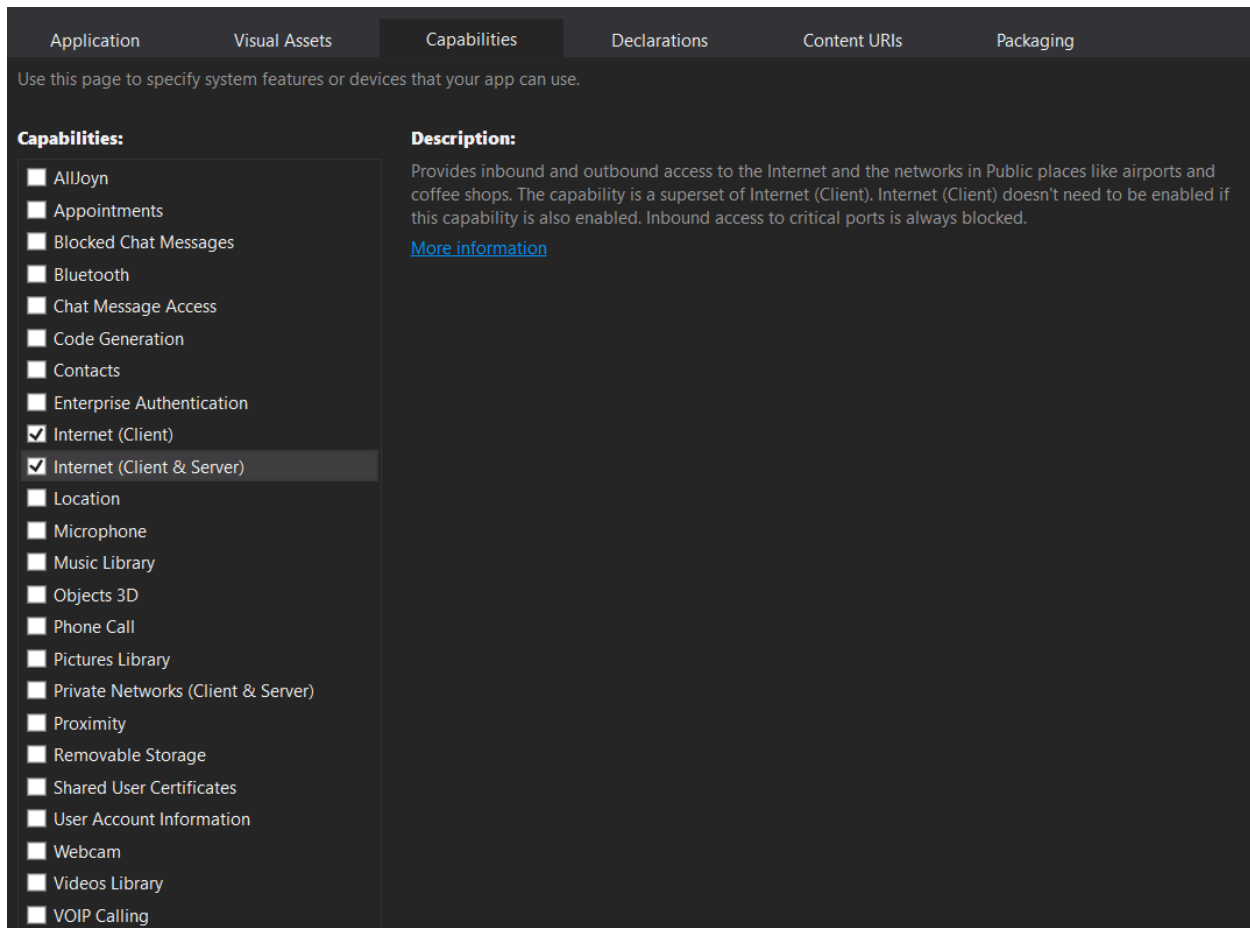 Application Visual Assets Capabilities Declarations Content URIs Packaging
Use this page to specify system features or devices that your app can use.
Capabilities:
AllJoyn
Appointments
Blocked Chat Messages
Bluetooth
Chat Message Access
Code Generation
Contacts
Enterprise Authentication
Internet (Client)
Internet (Client & Server)
Location
Microphone
Music Library
Objects 3D
Phone Call
Pictures Library
Private Networks (Client & Server)
Proximity
Removable Storage
Shared User Certificates
User Account Information
Webcam
Videos Library
VOIP Calling
Description:
Provides inbound and outbound access to the Internet and the networks in Public places like airports and
coffee shops. The capability is a superset of Internet (Client). Internet (Client) doesn't need to be enabled if
this capability is also enabled. Inbound access to critical ports is always blocked.
More information